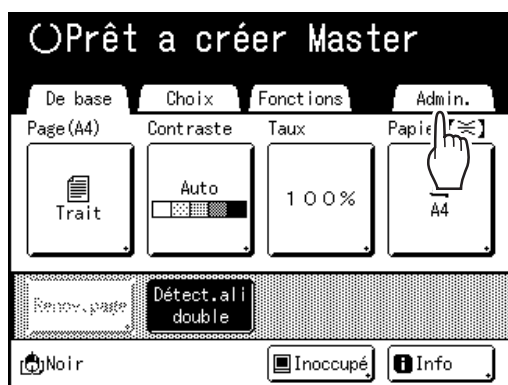 Prêt a créer Master
De base Choix Fonctions Admin.
Page(A4) Contraste Taux
Trait Auto 100% A4
Renov.page Détect.ali
double
Noir Inoccupé Info